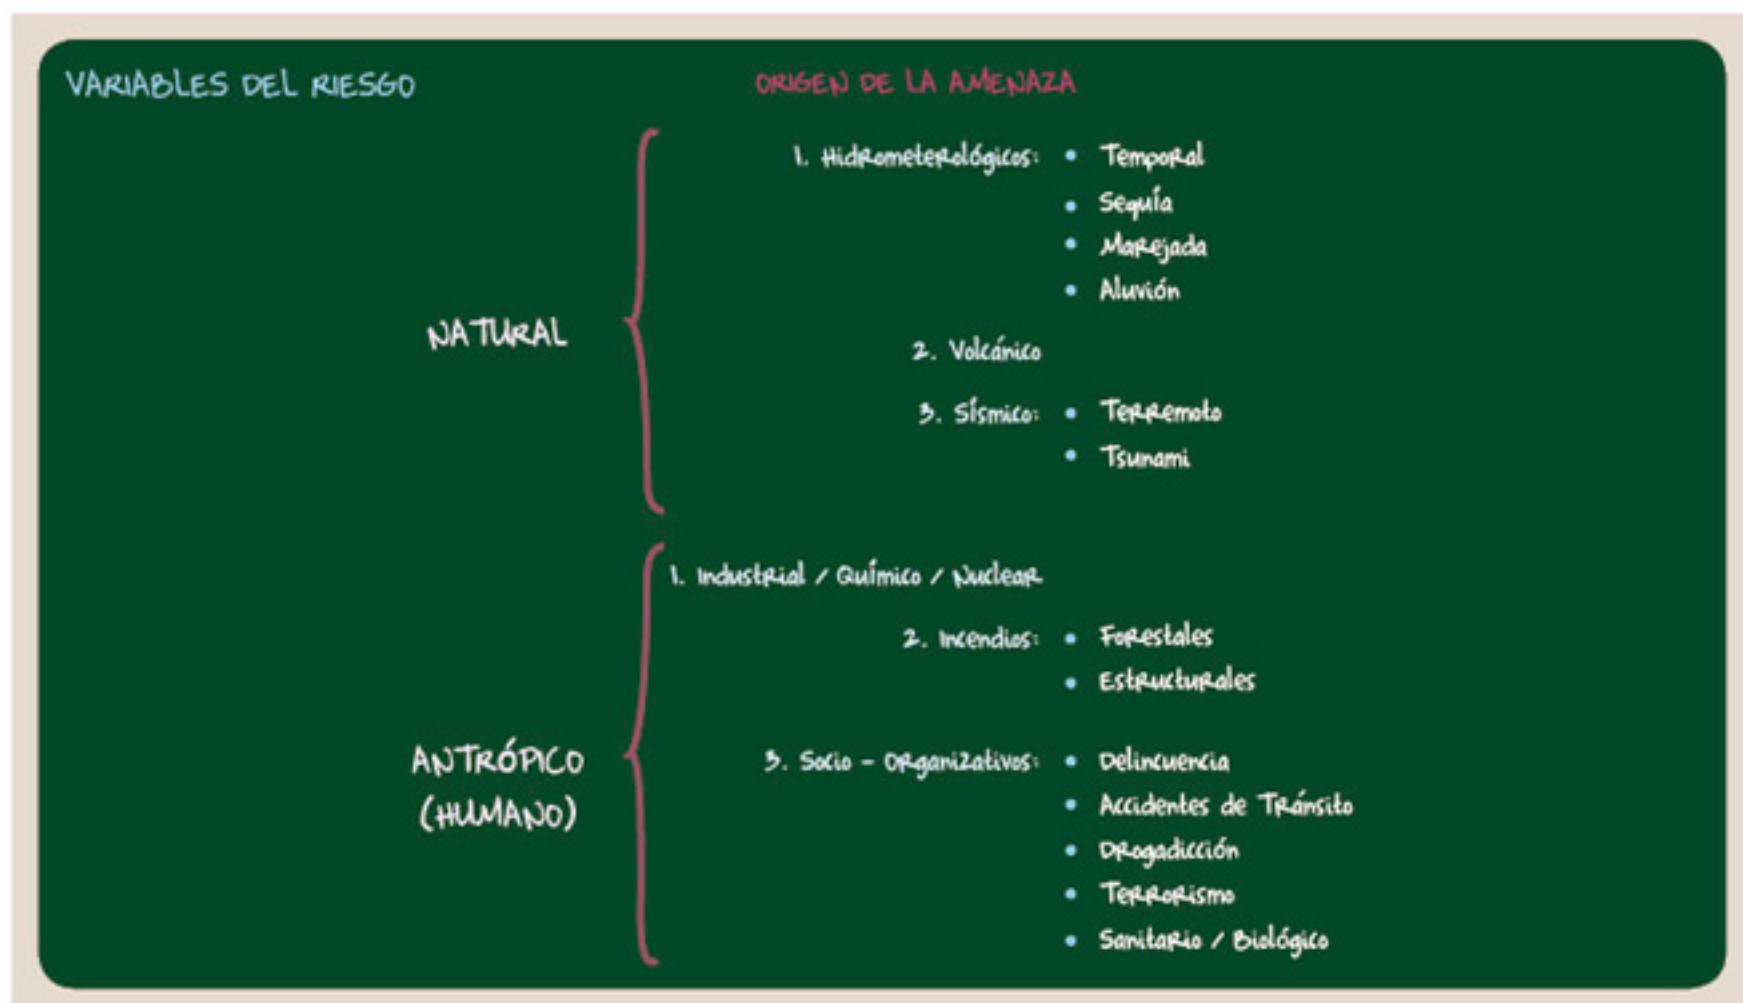 VARIABLES DEL RIESGO
ORIGEN DE LA AMENAZA
NATURAL
1. Hidrometerológicos: • Temporal
• Sequía
• Marejada
• Aluvión
2. Volcánico
3. Sísmico: • Terremoto
• Tsunami
ANTRÓPICO
(HUMANO)
1. Industrial / Químico / Nuclear
2. Incendios: • Forestales
• Estructurales
3. Socio - Organizativos: • Delincuencia
• Accidentes de Tránsito
• Drogadicción
• Terrorismo
• Sanitario / Biológico